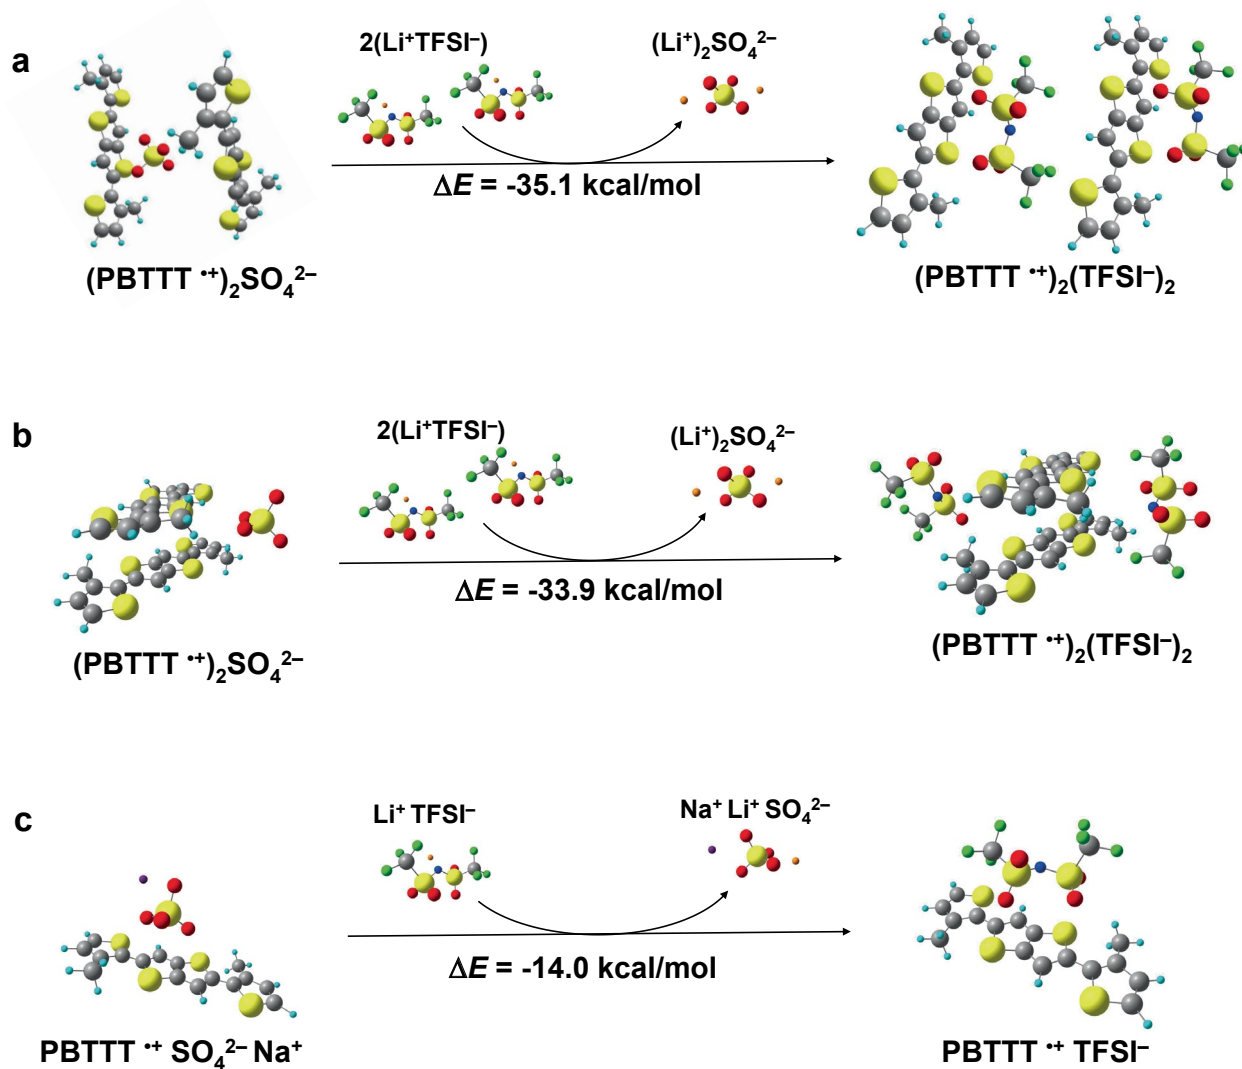 a
2(Li⁺TFSI⁻)
(Li⁺)₂SO₄²⁻
ΔE = -35.1 kcal/mol
(PBTTT •⁺)₂SO₄²⁻
(PBTTT •⁺)₂(TFSI⁻)₂
b
2(Li⁺TFSI⁻)
(Li⁺)₂SO₄²⁻
ΔE = -33.9 kcal/mol
(PBTTT •⁺)₂SO₄²⁻
(PBTTT •⁺)₂(TFSI⁻)₂
c
Li⁺ TFSI⁻
Na⁺ Li⁺ SO₄²⁻
ΔE = -14.0 kcal/mol
PBTTT •⁺ SO₄²⁻ Na⁺
PBTTT •⁺ TFSI⁻